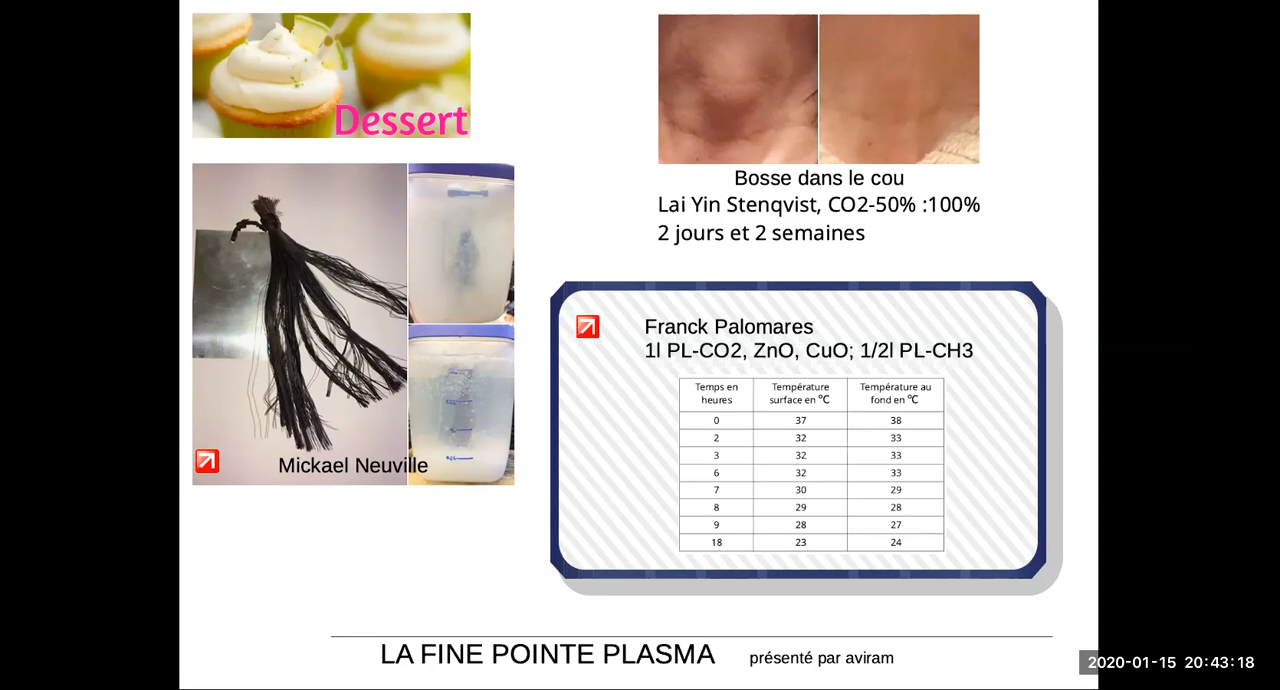 Dessert
Bosse dans le cou
Lai Yin Stenqvist, CO2-50% :100%
2 jours et 2 semaines
Mickael Neuville
Franck Palomares
1l PL-CO2, ZnO, CuO; 1/2l PL-CH3
Temps en heures Température surface en °C Température au fond en °C
0 37 38
2 32 33
3 32 33
6 32 33
7 30 29
8 29 28
9 28 27
18 23 24
LA FINE POINTE PLASMA présenté par aviram
2020-01-15 20:43:18